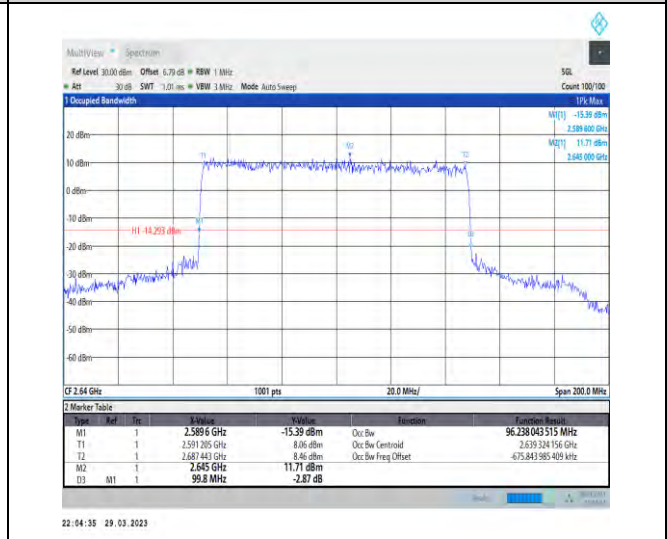 MultiView Spectrum
Ref Level 30.00 dBm Offset 6.79 dB RBW 1 MHz SGL
Att 30 dB SWT 1.01 ms VBW 3 MHz Mode Auto Sweep Count 100/100
1 Occupied Bandwidth 1Pk Max
M1[1] -15.39 dBm
2.589 600 GHz
M2[1] 11.71 dBm
2.645 000 GHz
20 dBm
10 dBm
0 dBm
-10 dBm
-20 dBm
-30 dBm
-40 dBm
-50 dBm
-60 dBm
T1
M2
T2
M1
H1 -14.293 dBm
CF 2.64 GHz 1001 pts 20.0 MHz/ Span 200.0 MHz
2 Marker Table
Type Ref Trc X-Value Y-Value Function Function Result
M1 1 2.5896 GHz -15.39 dBm Occ Bw 96.238 043 515 MHz
T1 1 2.591 205 GHz 8.06 dBm Occ Bw Centroid 2.639 324 156 GHz
T2 1 2.687 443 GHz 8.46 dBm Occ Bw Freq Offset -675.843 985 409 kHz
M2 1 2.645 GHz 11.71 dBm
D3 M1 1 99.8 MHz -2.87 dB
22:04:35 29.03.2023